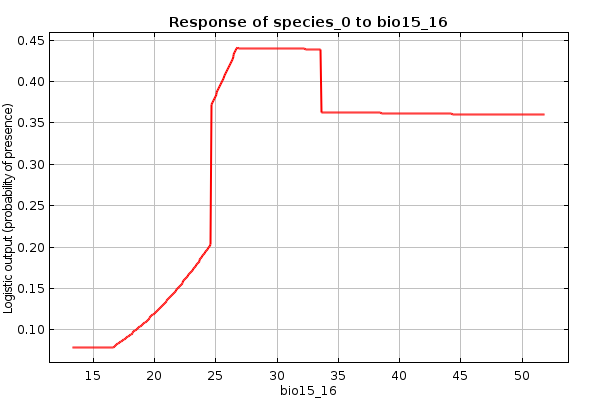 Response of species_0 to bio15_16
Logistic output (probability of presence)
0.45
0.40
0.35
0.30
0.25
0.20
0.15
0.10
15 20 25 30 35 40 45 50
bio15_16